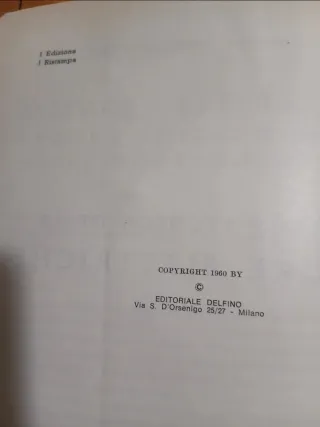 I Edizione
I Ristampa
COPYRIGHT 1960 BY
©
EDITORIALE DELFINO
Via S. D'Orsenigo 25/27 - Milano